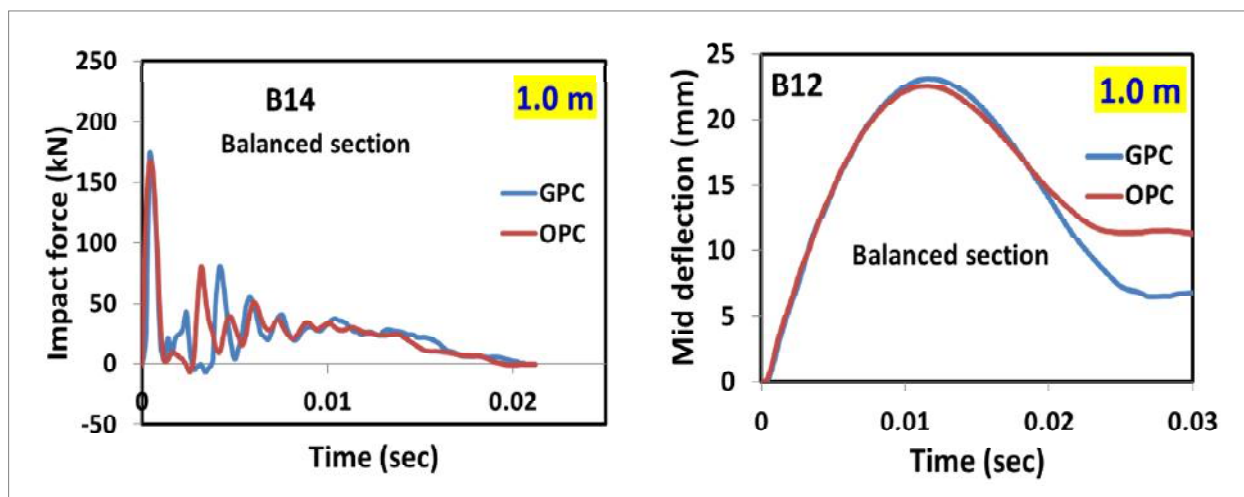 250
200
150
100
50
0
-50
Impact force (kN)
B14
1.0 m
Balanced section
GPC
OPC
0
0.01
0.02
Time (sec)
25
20
15
10
5
0
Mid deflection (mm)
B12
1.0 m
GPC
OPC
Balanced section
0
0.01
0.02
0.03
Time (sec)